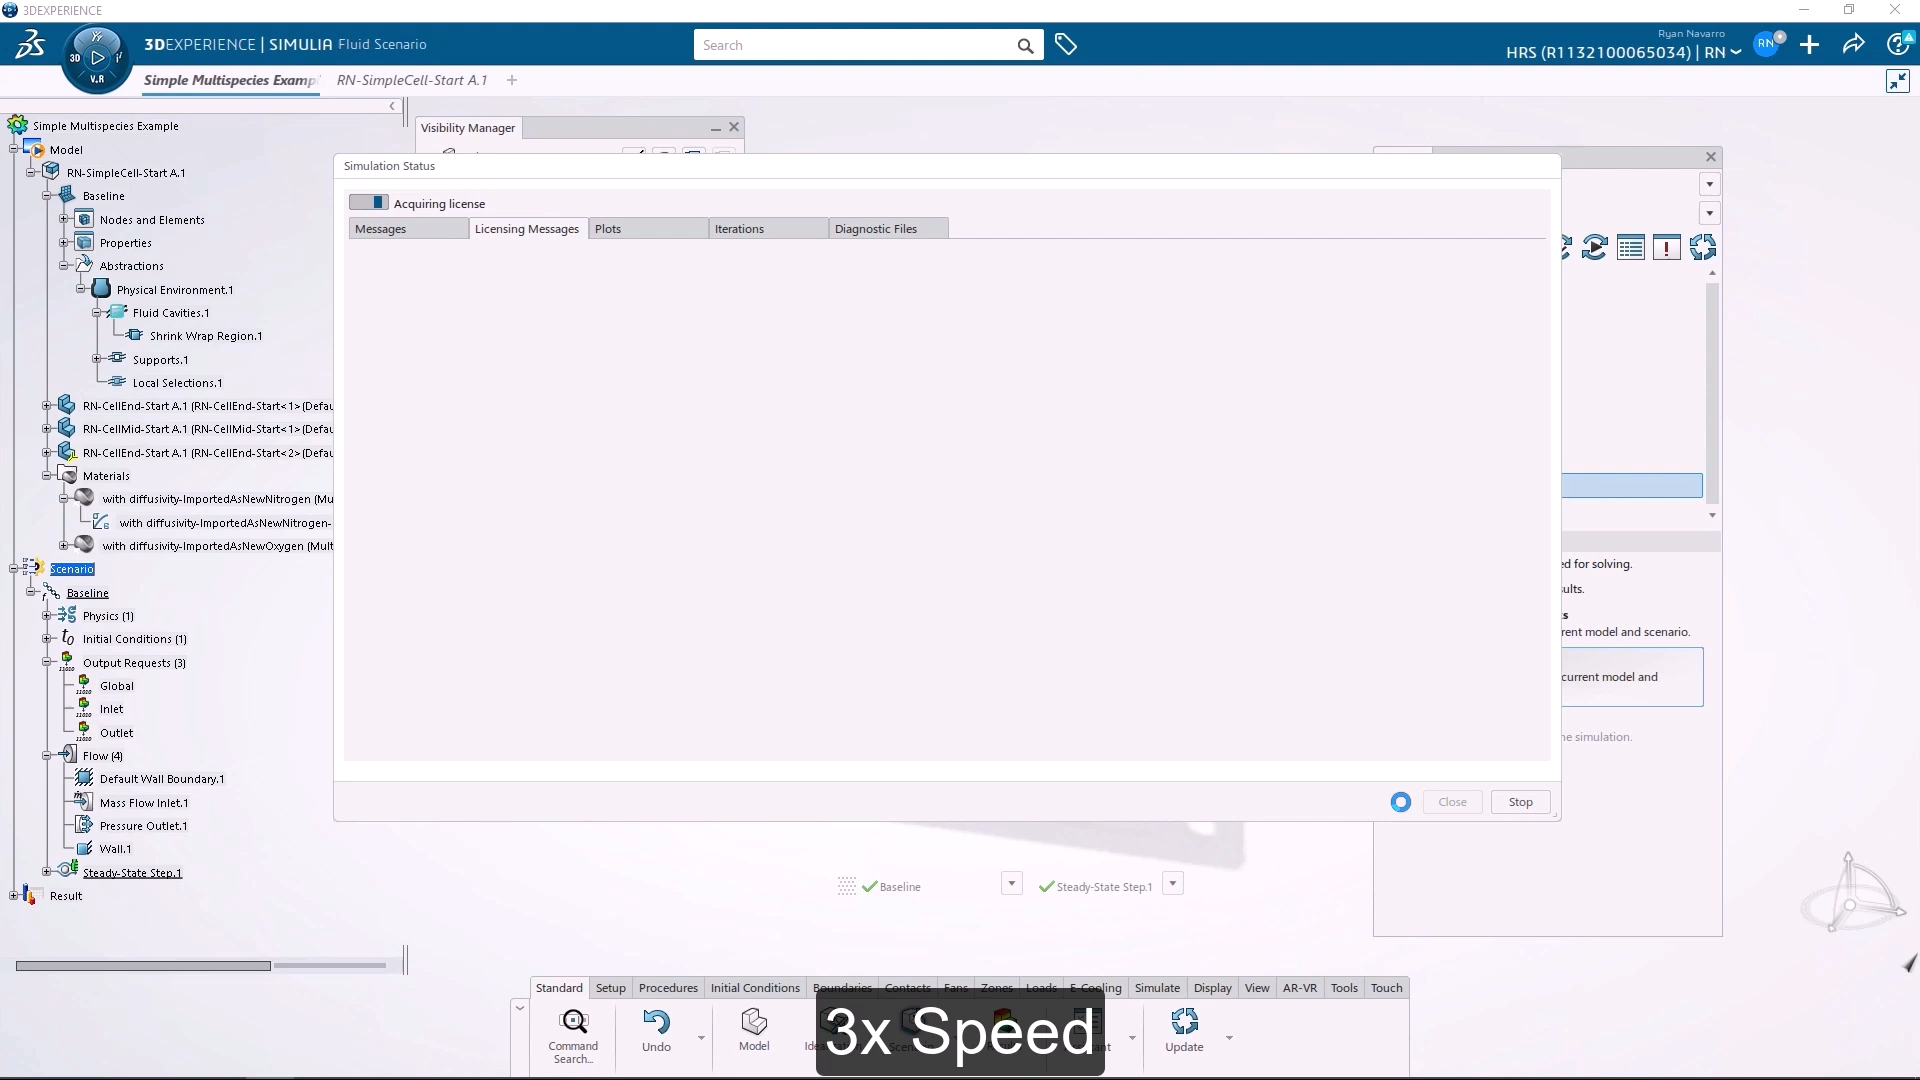 3DEXPERIENCE
3DEXPERIENCE | SIMULIA Fluid Scenario
3D
V.R
Search
Ryan Navarro
HRS (R1132100065034) | RN
RN
Simple Multispecies Examp
RN-SimpleCell-Start A.1
Simple Multispecies Example
Model
RN-SimpleCell-Start A.1
Baseline
Nodes and Elements
Properties
Abstractions
Physical Environment.1
Fluid Cavities.1
Shrink Wrap Region.1
Supports.1
Local Selections.1
RN-CellEnd-Start A.1 (RN-CellEnd-Start<1>(Defau
RN-CellMid-Start A.1 (RN-CellMid-Start<1>(Defau
RN-CellEnd-Start A.1 (RN-CellEnd-Start<2>(Defau
Materials
with diffusivity-ImportedAsNewNitrogen (Mu
with diffusivity-ImportedAsNewNitrogen-
with diffusivity-ImportedAsNewOxygen (Mult
Scenario
Baseline
Physics (1)
Initial Conditions (1)
Output Requests (3)
Global
Inlet
Outlet
Flow (4)
Default Wall Boundary.1
Mass Flow Inlet.1
Pressure Outlet.1
Wall.1
Steady-State Step.1
Result
Visibility Manager
Simulation Status
Acquiring license
Messages
Licensing Messages
Plots
Iterations
Diagnostic Files
Close
Stop
ed for solving.
ults.
s
rent model and scenario.
current model and
ne simulation.
Baseline
Steady-State Step.1
Standard
Setup
Procedures
Initial Conditions
Boundaries
Contacts
Fans
Zones
Loads
E-Cooling
Simulate
Display
View
AR-VR
Tools
Touch
Command
Search...
Undo
Model
3x Speed
Update